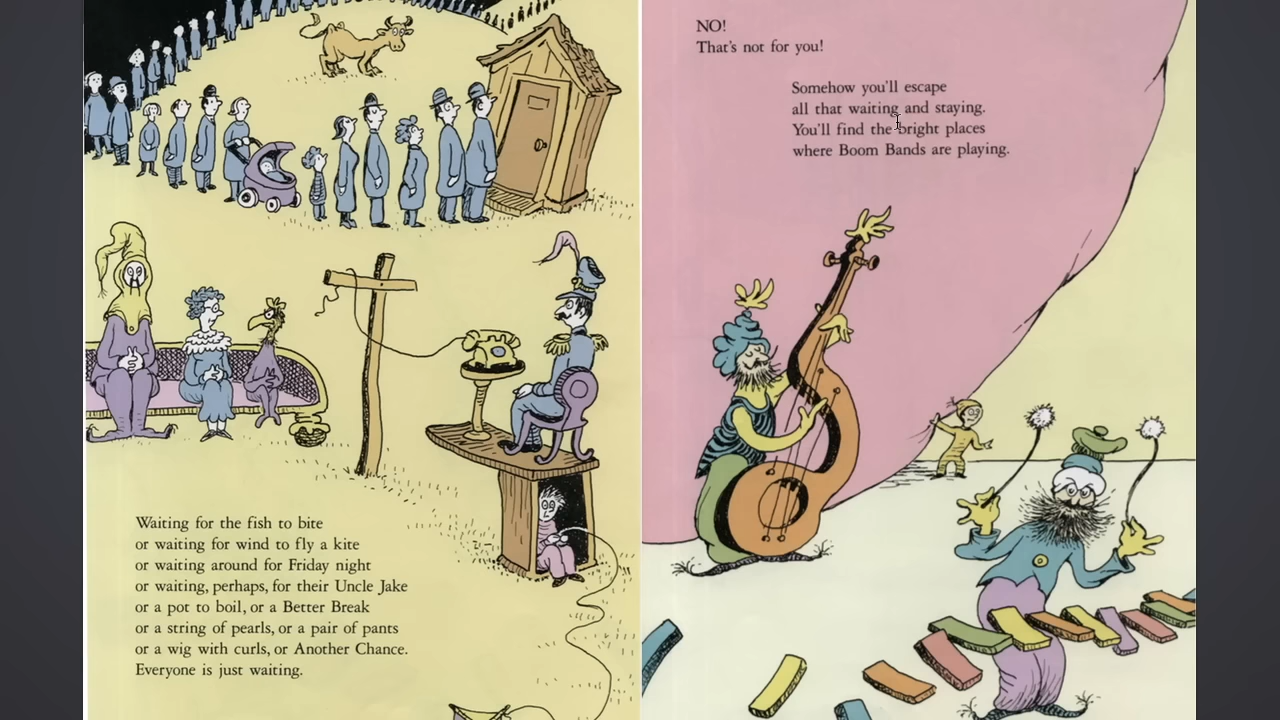 Waiting for the fish to bite
or waiting for wind to fly a kite
or waiting around for Friday night
or waiting, perhaps, for their Uncle Jake
or a pot to boil, or a Better Break
or a string of pearls, or a pair of pants
or a wig with curls, or Another Chance.
Everyone is just waiting.
NO!
That's not for you!
Somehow you'll escape
all that waiting and staying.
You'll find the bright places
where Boom Bands are playing.